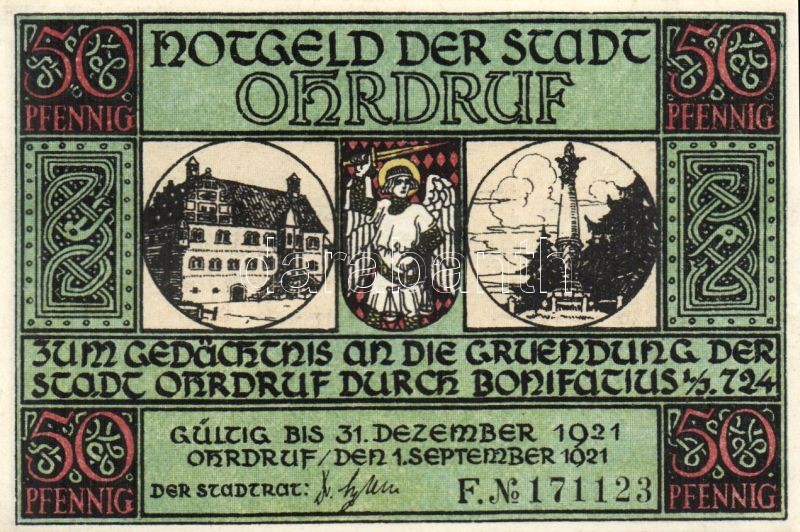 50 PFENNIG
NOTGELD DER STADT
OHRDRUF
50 PFENNIG
darabanth
ZUM GEDÄCHTNIS AN DIE GRUENDUNG DER
STADT OHRDRUF DURCH BONIFATIUS 724
50 PFENNIG
GÜLTIG BIS 31. DEZEMBER 1921
OHRDRUF/DEN 1. SEPTEMBER 1921
DER STADTRAT:
F. № 171123
50 PFENNIG